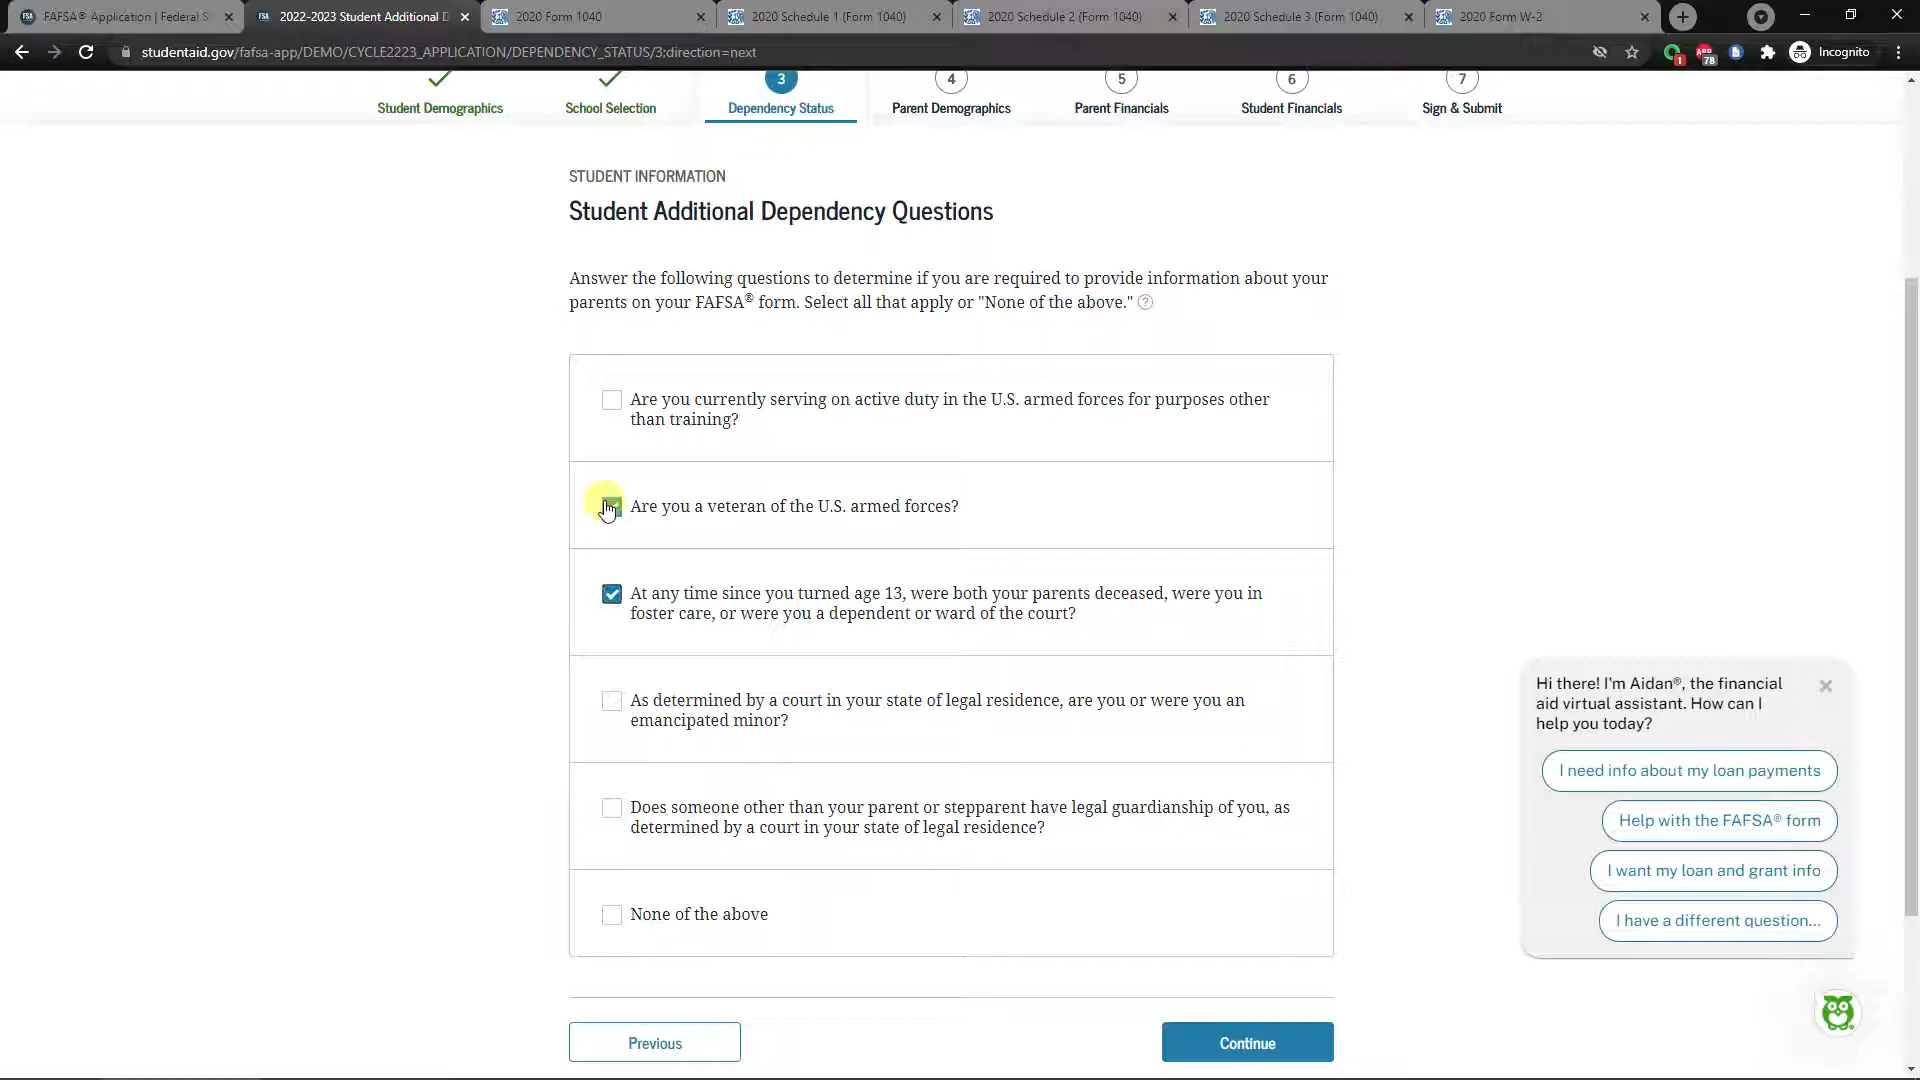 FAFSA® Application | Federal S
2022-2023 Student Additional D
2020 Form 1040
2020 Schedule 1 (Form 1040)
2020 Schedule 2 (Form 1040)
2020 Schedule 3 (Form 1040)
2020 Form W-2
studentaid.gov/fafsa-app/DEMO/CYCLE2223_APPLICATION/DEPENDENCY_STATUS/3;direction=next
1
78
Incognito
3
4
5
6
7
Student Demographics
School Selection
Dependency Status
Parent Demographics
Parent Financials
Student Financials
Sign & Submit
STUDENT INFORMATION
Student Additional Dependency Questions
Answer the following questions to determine if you are required to provide information about your
parents on your FAFSA® form. Select all that apply or "None of the above." ?
Are you currently serving on active duty in the U.S. armed forces for purposes other
than training?
Are you a veteran of the U.S. armed forces?
At any time since you turned age 13, were both your parents deceased, were you in
foster care, or were you a dependent or ward of the court?
As determined by a court in your state of legal residence, are you or were you an
emancipated minor?
Does someone other than your parent or stepparent have legal guardianship of you, as
determined by a court in your state of legal residence?
None of the above
Previous
Continue
Hi there! I'm Aidan®, the financial
aid virtual assistant. How can I
help you today?
I need info about my loan payments
Help with the FAFSA® form
I want my loan and grant info
I have a different question...